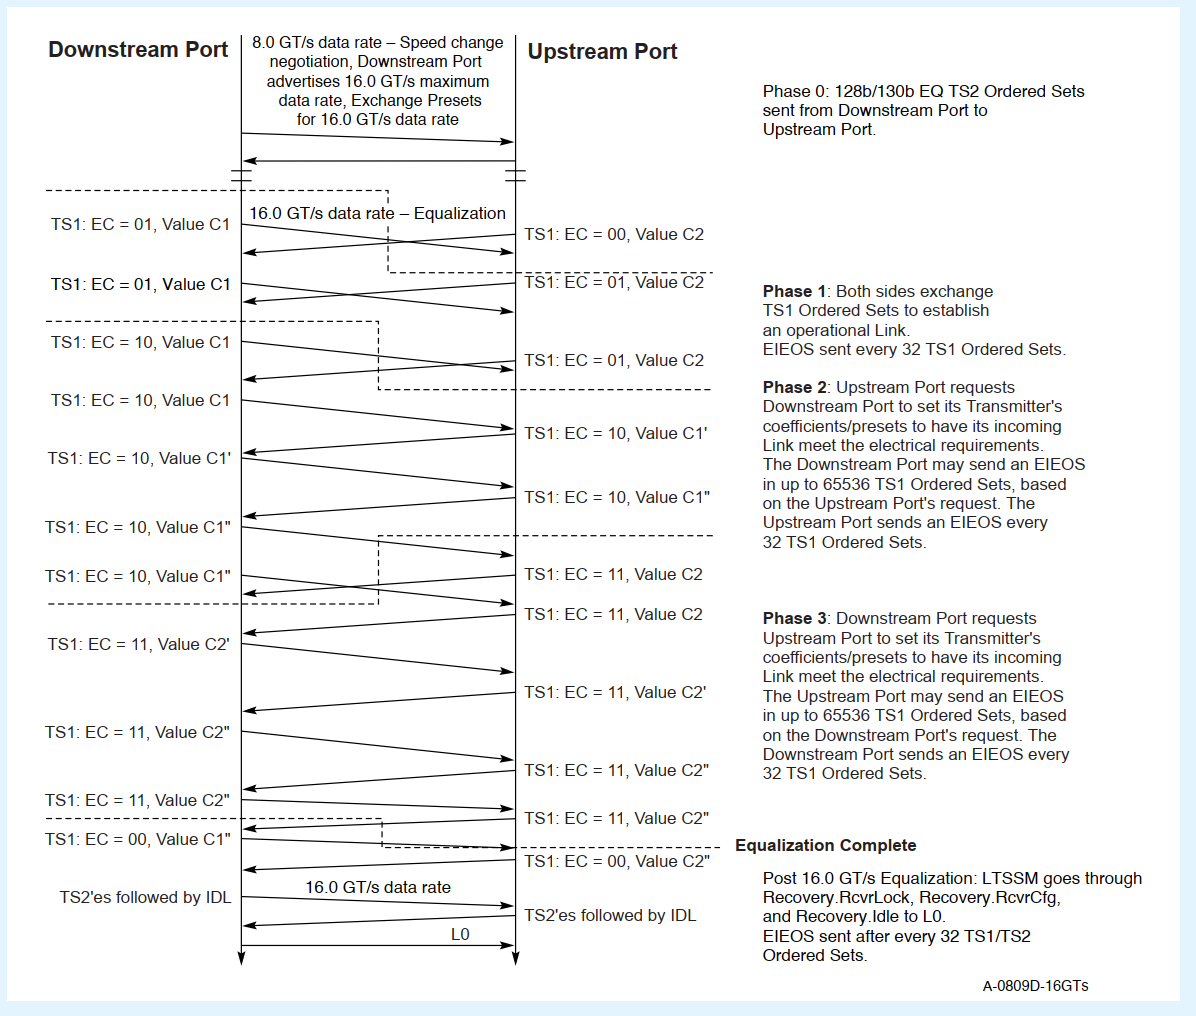 Downstream Port
8.0 GT/s data rate – Speed change
negotiation, Downstream Port
advertises 16.0 GT/s maximum
data rate, Exchange Presets
for 16.0 GT/s data rate
Upstream Port
Phase 0: 128b/130b EQ TS2 Ordered Sets
sent from Downstream Port to
Upstream Port.
16.0 GT/s data rate – Equalization
TS1: EC = 01, Value C1
TS1: EC = 00, Value C2
TS1: EC = 01, Value C1
TS1: EC = 01, Value C2
Phase 1: Both sides exchange
TS1 Ordered Sets to establish
an operational Link.
EIEOS sent every 32 TS1 Ordered Sets.
TS1: EC = 10, Value C1
TS1: EC = 01, Value C2
TS1: EC = 10, Value C1
TS1: EC = 10, Value C1'
TS1: EC = 10, Value C1'
TS1: EC = 10, Value C1"
TS1: EC = 10, Value C1"
Phase 2: Upstream Port requests
Downstream Port to set its Transmitter's
coefficients/presets to have its incoming
Link meet the electrical requirements.
The Downstream Port may send an EIEOS
in up to 65536 TS1 Ordered Sets, based
on the Upstream Port's request. The
Upstream Port sends an EIEOS every
32 TS1 Ordered Sets.
TS1: EC = 10, Value C1"
TS1: EC = 11, Value C2
TS1: EC = 11, Value C2
TS1: EC = 11, Value C2'
TS1: EC = 11, Value C2'
TS1: EC = 11, Value C2"
TS1: EC = 11, Value C2"
Phase 3: Downstream Port requests
Upstream Port to set its Transmitter's
coefficients/presets to have its incoming
Link meet the electrical requirements.
The Upstream Port may send an EIEOS
in up to 65536 TS1 Ordered Sets, based
on the Downstream Port's request. The
Downstream Port sends an EIEOS every
32 TS1 Ordered Sets.
TS1: EC = 11, Value C2"
TS1: EC = 11, Value C2"
TS1: EC = 00, Value C1"
TS1: EC = 00, Value C2"
Equalization Complete
16.0 GT/s data rate
TS2'es followed by IDL
TS2'es followed by IDL
L0
Post 16.0 GT/s Equalization: LTSSM goes through
Recovery.RcvrLock, Recovery.RcvrCfg,
and Recovery.Idle to L0.
EIEOS sent after every 32 TS1/TS2
Ordered Sets.
A-0809D-16GTs